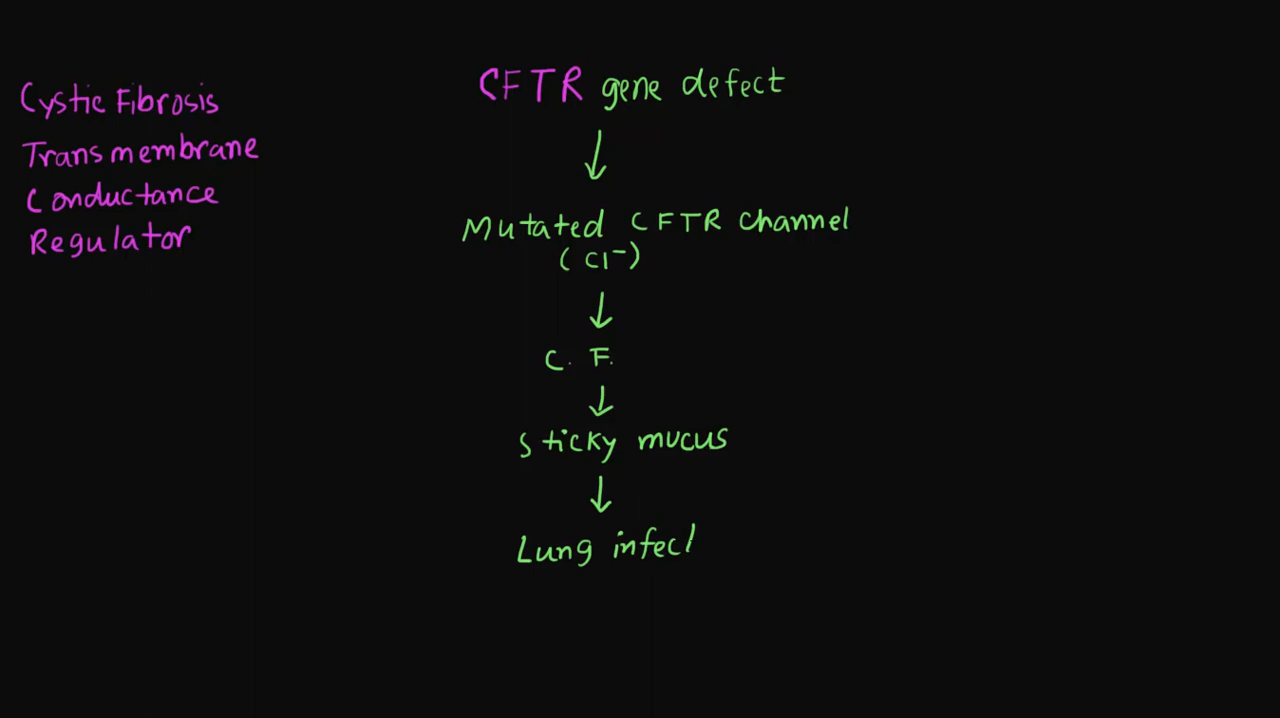 Cystic Fibrosis
Transmembrane
Conductance
Regulator
CFTR gene defect
Mutated CFTR channel
(Cl⁻)
C. F.
Sticky mucus
Lung infect